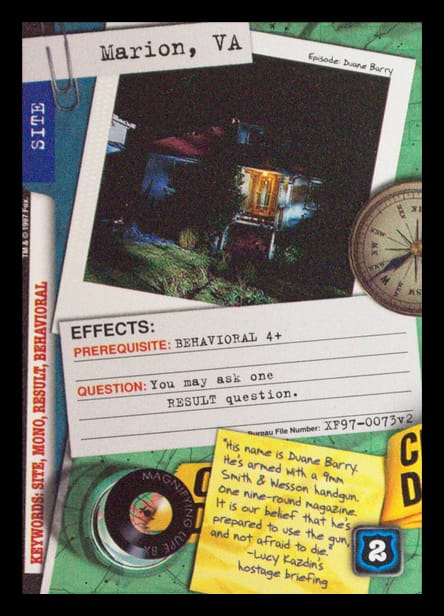 Marion, VA
Episode: Duane Barry
SITE
TM & © 1997 Fox.
KEYWORDS: SITE, MONO, RESULT, BEHAVIORAL
EFFECTS:
PREREQUISITE: BEHAVIORAL 4+
QUESTION: You may ask one
RESULT question.
Bureau File Number: XF97-0073v2
"His name is Duane Barry.
He's armed with a 9mm
Smith & Wesson handgun.
One nine-round magazine.
It is our belief that he's
prepared to use the gun,
and not afraid to die."
-Lucy Kazdin's
hostage briefing
MAGNIFYING LUPE 8X
2